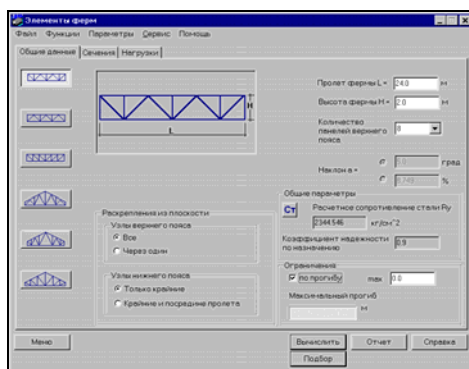 Элементы ферм
Файл Функции Параметры Сервис Помощь
Общие данные Сечения Нагрузки
H
L
Пролет фермы L = 24.0 м
Высота фермы H = 2.0 м
Количество панелей верхнего пояса 8
Наклон a =
5.0 град
%
Общие параметры
Ст Расчетное сопротивление стали Ry
2344.546 кг/см^2
Коэффициент надежности по назначению 0.9
Раскрепления из плоскости
Узлы верхнего пояса
Все
Через один
Узлы нижнего пояса
Только крайние
Крайние и посредине пролета
Ограничения
по прогибу max 0.0
Максимальный прогиб
м
Меню
Вычислить Отчет Справка
Подбор